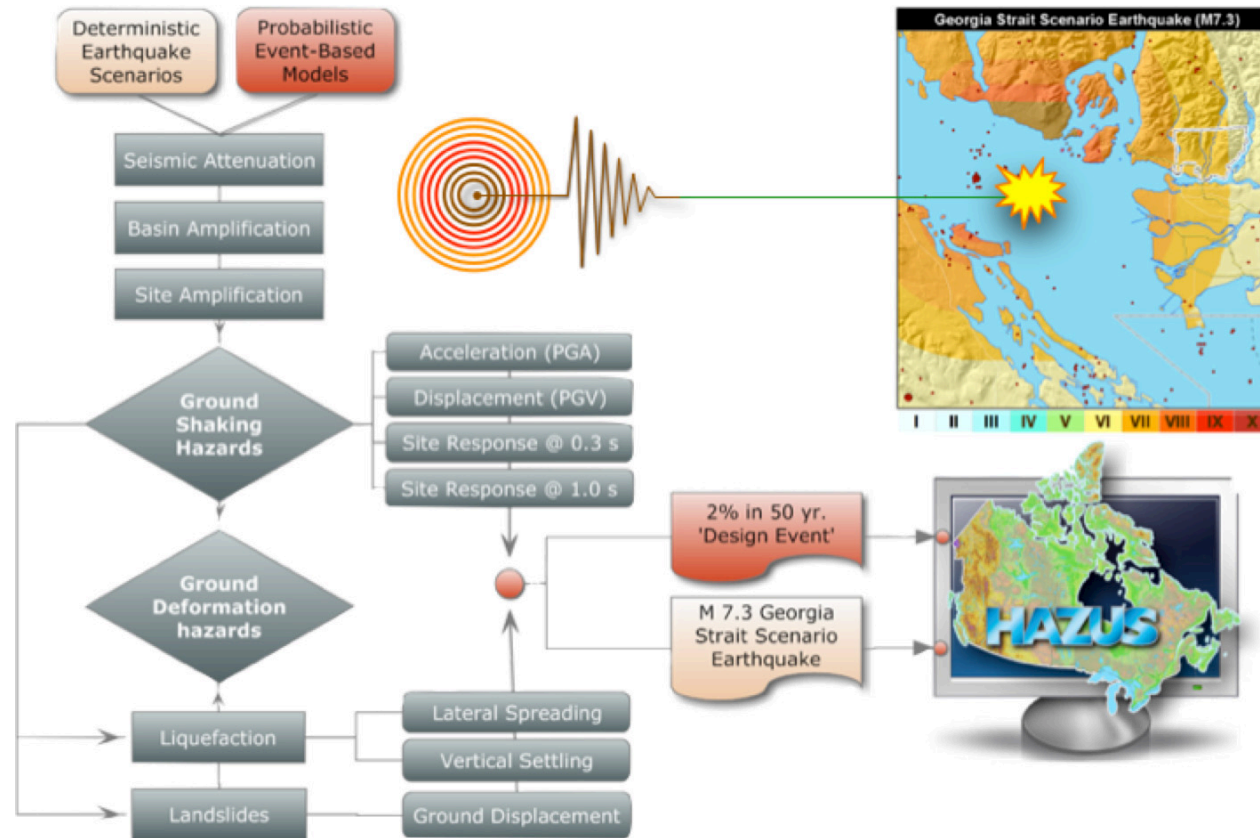 Deterministic
Earthquake
Scenarios
Probabilistic
Event-Based
Models
Georgia Strait Scenario Earthquake (M7.3)
Seismic Attenuation
Basin Amplification
Site Amplification
Ground
Shaking
Hazards
Acceleration (PGA)
Displacement (PGV)
Site Response @ 0.3 s
Site Response @ 1.0 s
I II III IV V VI VII VIII IX X
2% in 50 yr.
'Design Event'
Ground
Deformation
hazards
M 7.3 Georgia
Strait Scenario
Earthquake
HAZUS
Liquefaction
Lateral Spreading
Vertical Settling
Landslides
Ground Displacement